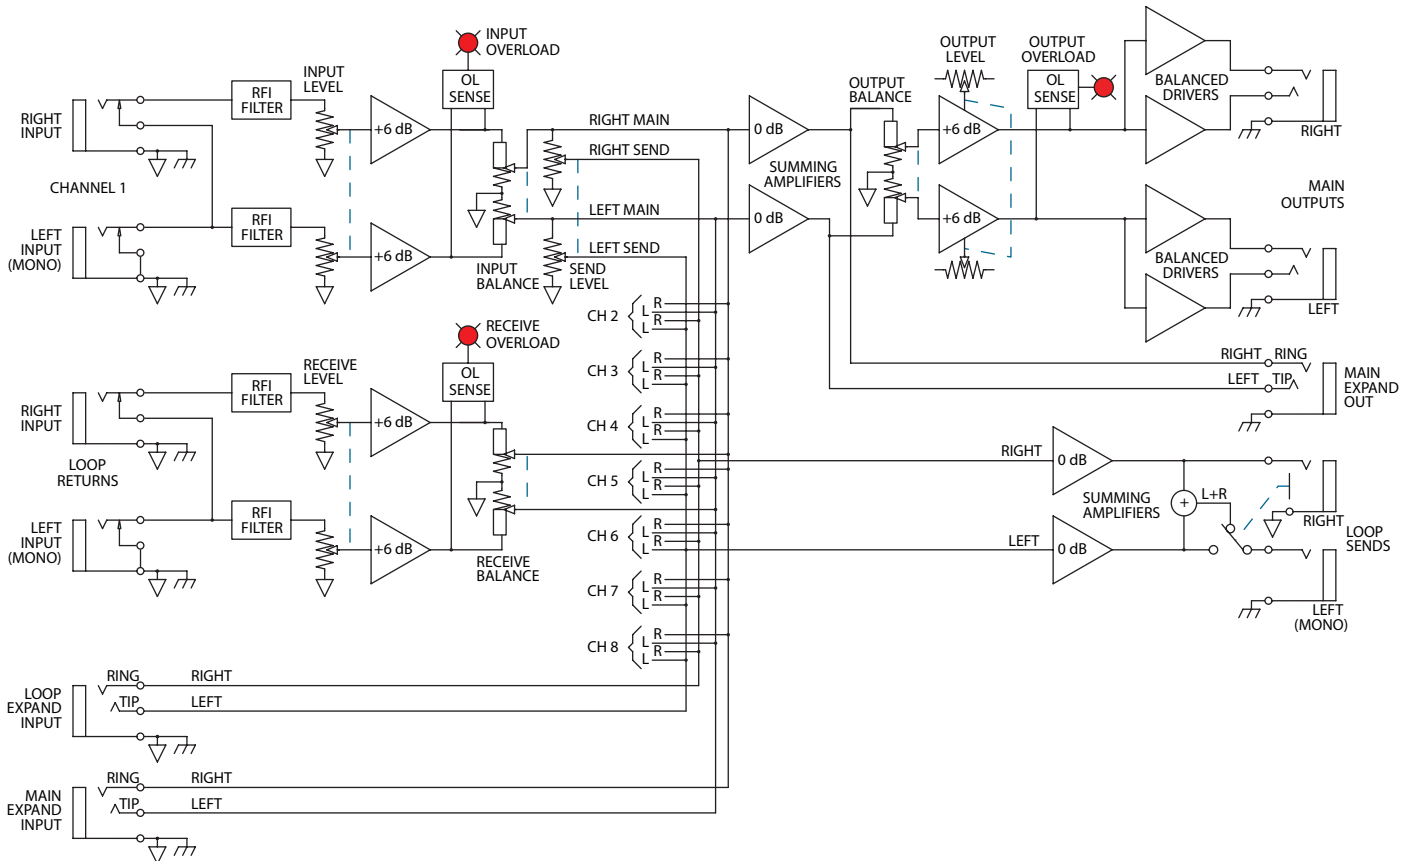 INPUT
OVERLOAD
OL
SENSE
INPUT
LEVEL
RFI
FILTER
+6 dB
RIGHT
INPUT
CHANNEL 1
LEFT
INPUT
(MONO)
RFI
FILTER
+6 dB
INPUT
BALANCE
SEND
LEVEL
RIGHT MAIN
RIGHT SEND
LEFT MAIN
LEFT SEND
0 dB
SUMMING
AMPLIFIERS
0 dB
OUTPUT
BALANCE
OUTPUT
LEVEL
+6 dB
+6 dB
OUTPUT
OVERLOAD
OL
SENSE
BALANCED
DRIVERS
RIGHT
MAIN
OUTPUTS
BALANCED
DRIVERS
LEFT
RIGHT RING
LEFT TIP
MAIN
EXPAND
OUT
CH 2
R
L
R
L
CH 3
R
L
R
L
CH 4
R
L
R
L
CH 5
R
L
R
L
CH 6
R
L
R
L
CH 7
R
L
R
L
CH 8
R
L
R
L
RECEIVE
OVERLOAD
OL
SENSE
RECEIVE
LEVEL
RFI
FILTER
+6 dB
RIGHT
INPUT
LOOP
RETURNS
LEFT
INPUT
(MONO)
RFI
FILTER
+6 dB
RECEIVE
BALANCE
RIGHT
0 dB
SUMMING
AMPLIFIERS
LEFT
0 dB
+
L+R
RIGHT
LOOP
SENDS
LEFT
(MONO)
LOOP
EXPAND
INPUT
RING
RIGHT
TIP
LEFT
MAIN
EXPAND
INPUT
RING
RIGHT
TIP
LEFT